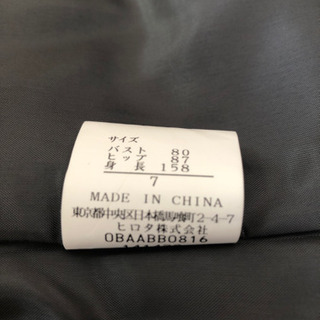 サイズ
バスト 80
ヒップ 87
身長 158
7
MADE IN CHINA
東京都中央区日本橋馬喰町2-4-7
ヒロタ株式会社
OBAABB0816